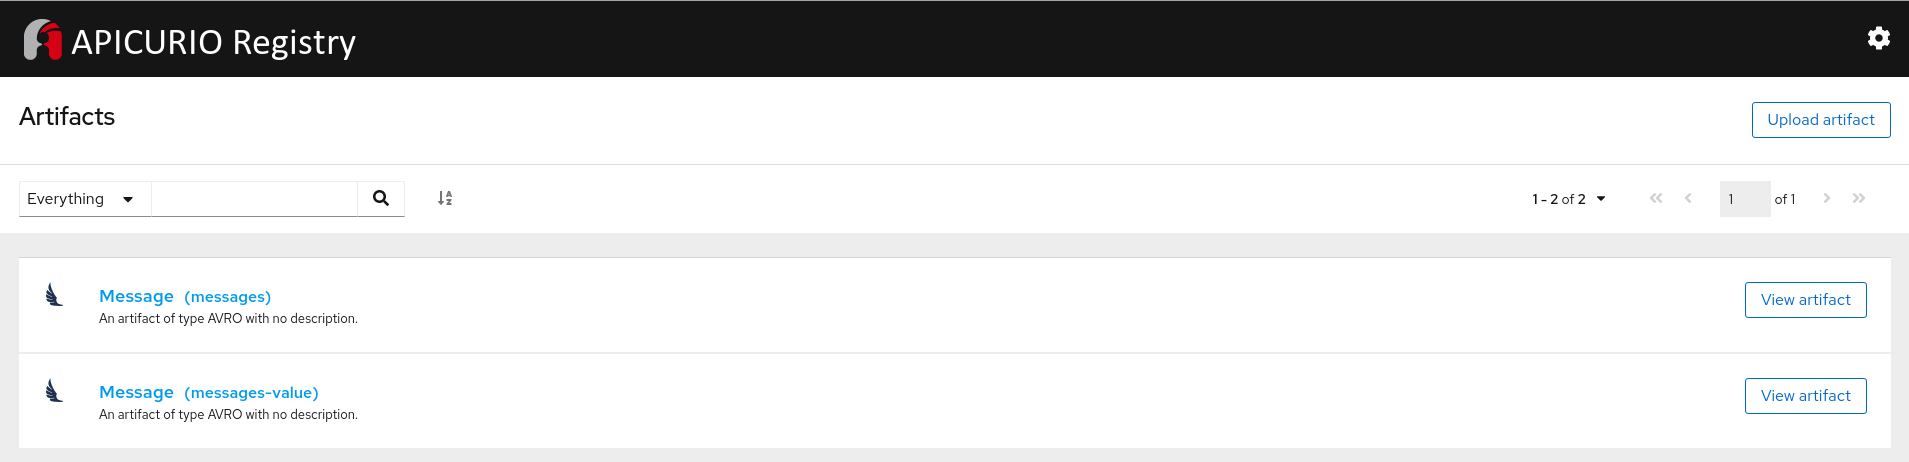 APICURIO Registry
Artifacts
Upload artifact
Everything
1 - 2 of 2
1 of 1
Message (messages)
An artifact of type AVRO with no description.
View artifact
Message (messages-value)
An artifact of type AVRO with no description.
View artifact